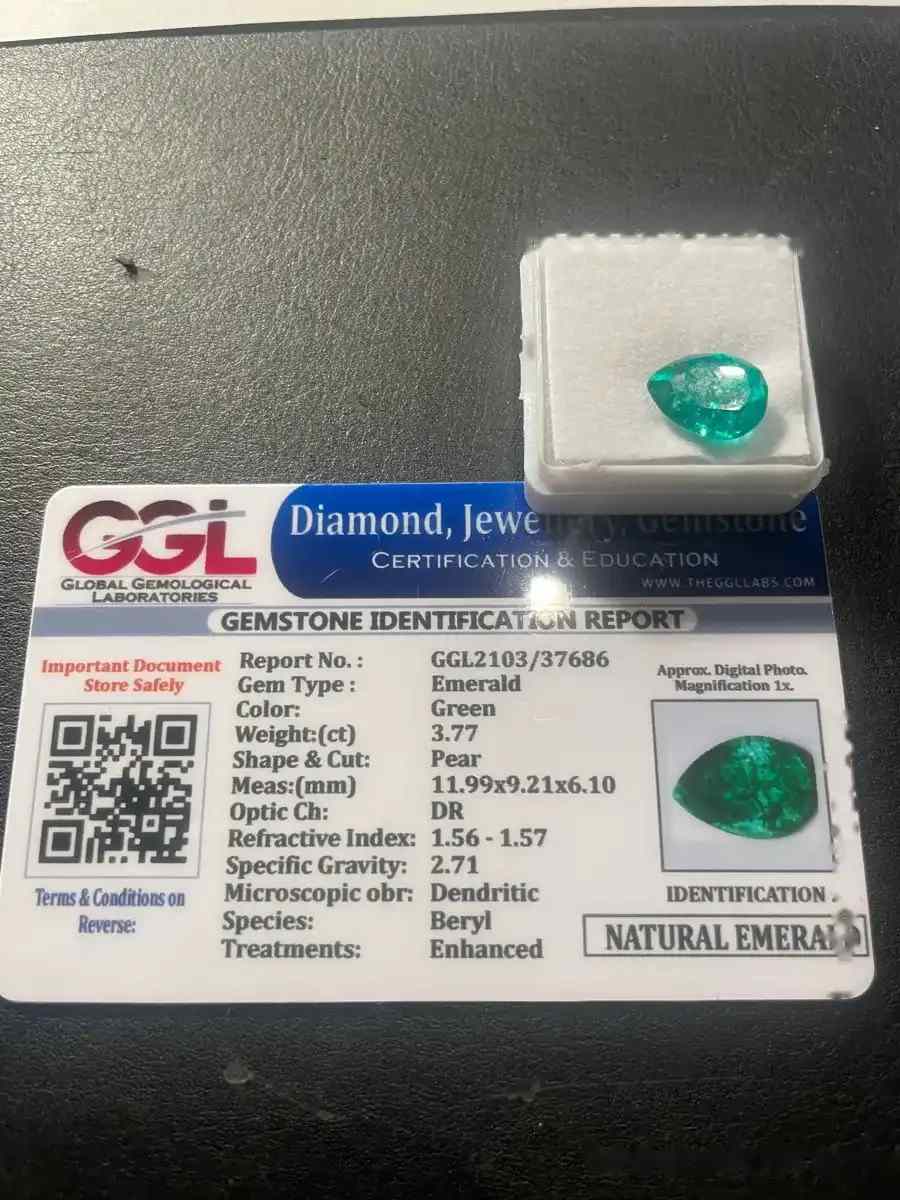 GGL
GLOBAL GEMOLOGICAL
LABORATORIES
Diamond, Jewellery, Gemstone
CERTIFICATION & EDUCATION
WWW.THEGGLLABS.COM
GEMSTONE IDENTIFICATION REPORT
Important Document
Store Safely
Terms & Conditions on
Reverse:
Report No. : GGL2103/37686
Gem Type : Emerald
Color: Green
Weight:(ct) 3.77
Shape & Cut: Pear
Meas:(mm) 11.99x9.21x6.10
Optic Ch: DR
Refractive Index: 1.56 - 1.57
Specific Gravity: 2.71
Microscopic obr: Dendritic
Species: Beryl
Treatments: Enhanced
Approx. Digital Photo.
Magnification 1x.
IDENTIFICATION
NATURAL EMERALD